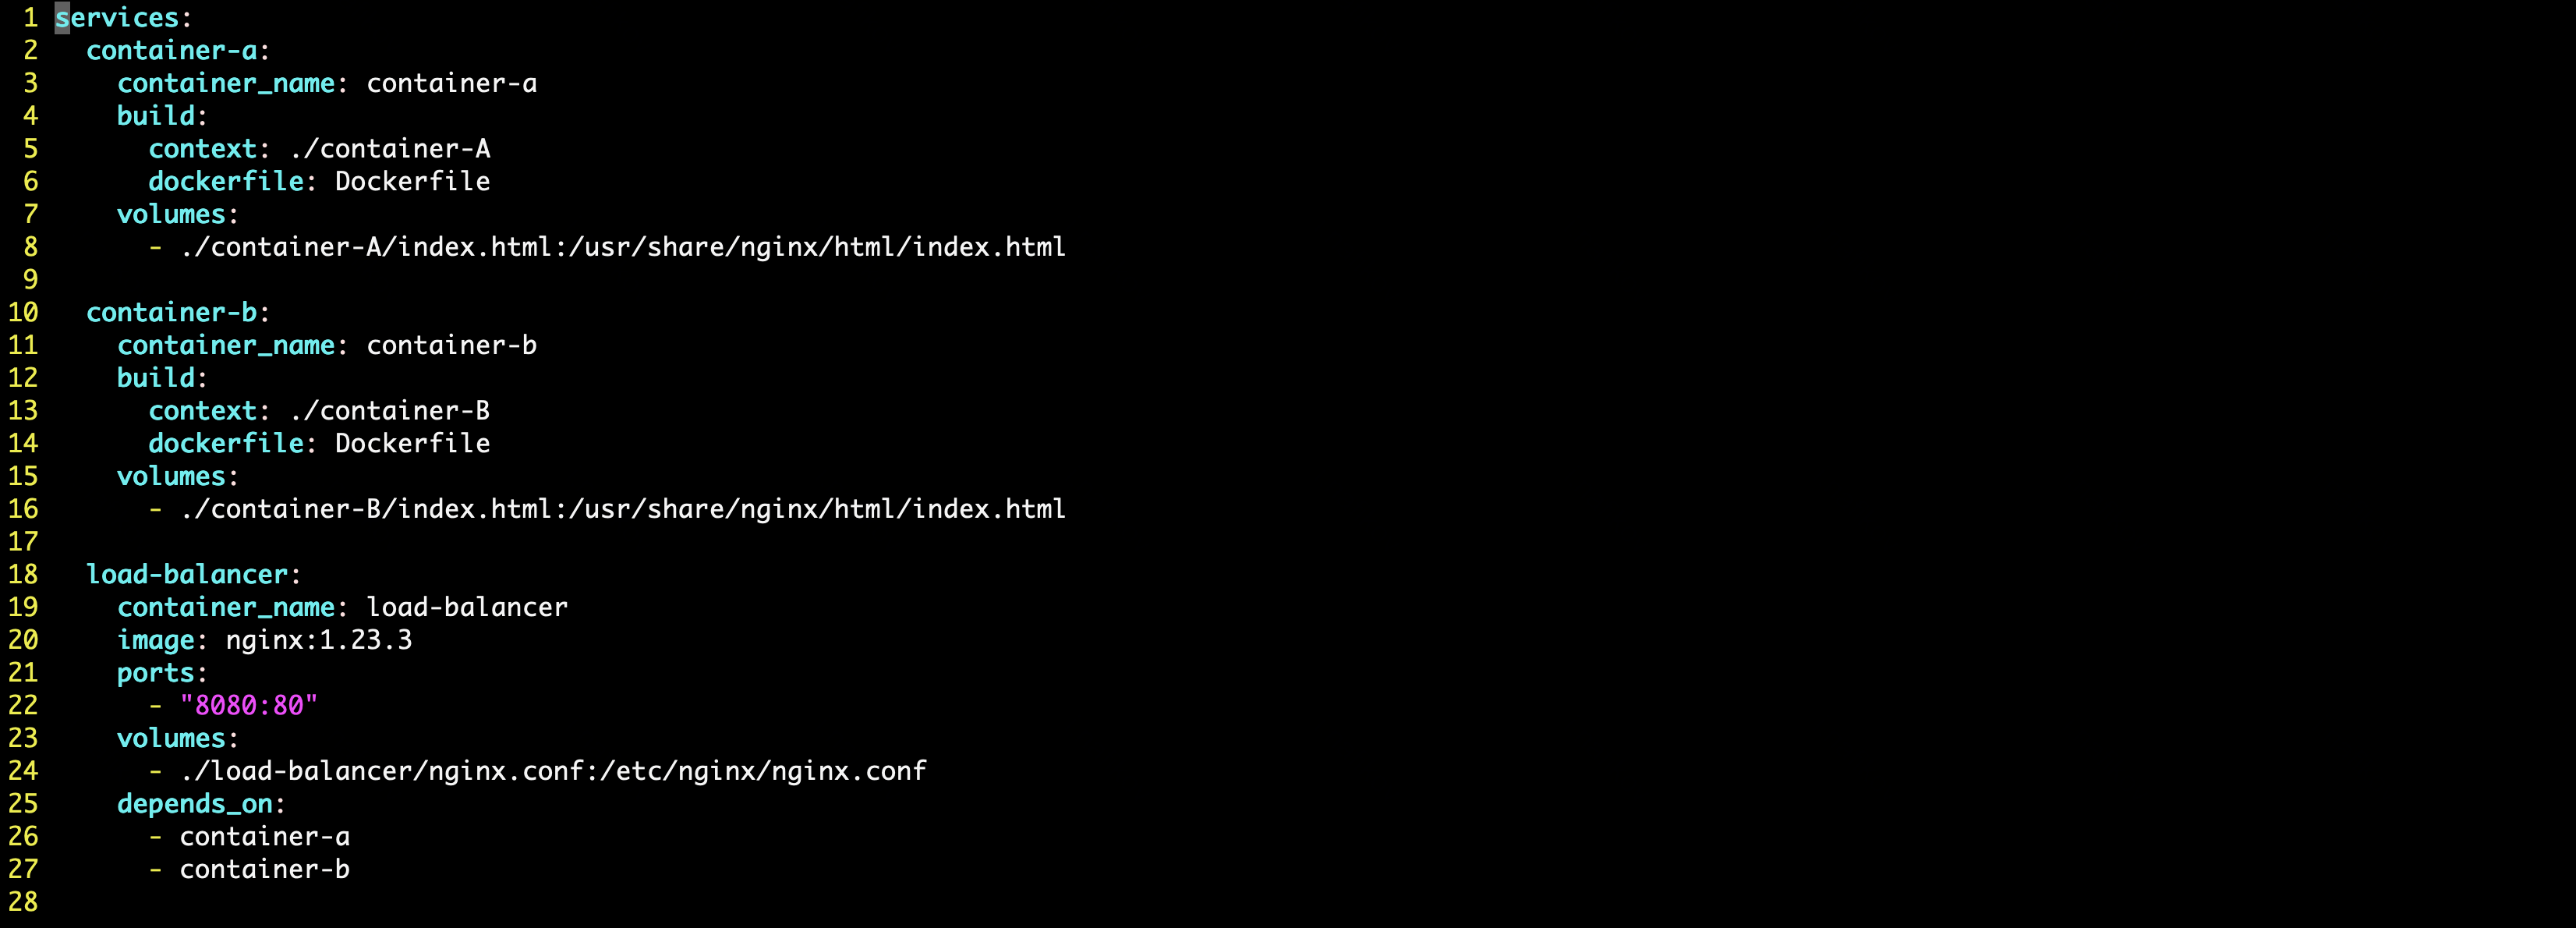 1 services:
2   container-a:
3     container_name: container-a
4     build:
5       context: ./container-A
6       dockerfile: Dockerfile
7     volumes:
8       - ./container-A/index.html:/usr/share/nginx/html/index.html
9
10   container-b:
11     container_name: container-b
12     build:
13       context: ./container-B
14       dockerfile: Dockerfile
15     volumes:
16       - ./container-B/index.html:/usr/share/nginx/html/index.html
17
18   load-balancer:
19     container_name: load-balancer
20     image: nginx:1.23.3
21     ports:
22       - "8080:80"
23     volumes:
24       - ./load-balancer/nginx.conf:/etc/nginx/nginx.conf
25     depends_on:
26       - container-a
27       - container-b
28